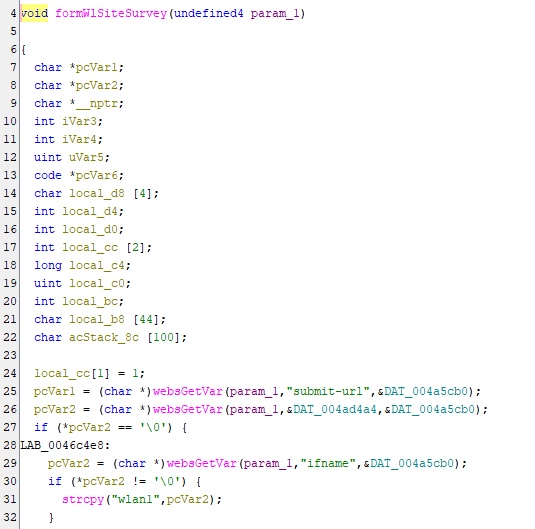 4 void formWlSiteSurvey(undefined4 param_1)
5
6 {
7 char *pcVar1;
8 char *pcVar2;
9 char *__nptr;
10 int iVar3;
11 int iVar4;
12 uint uVar5;
13 code *pcVar6;
14 char local_d8 [4];
15 int local_d4;
16 int local_d0;
17 int local_cc [2];
18 long local_c4;
19 uint local_c0;
20 int local_bc;
21 char local_b8 [44];
22 char acStack_8c [100];
23
24 local_cc[1] = 1;
25 pcVar1 = (char *)websGetVar(param_1,"submit-url",&DAT_004a5cb0);
26 pcVar2 = (char *)websGetVar(param_1,&DAT_004ad4a4,&DAT_004a5cb0);
27 if (*pcVar2 == '\0') {
28 LAB_0046c4e8:
29 pcVar2 = (char *)websGetVar(param_1,"ifname",&DAT_004a5cb0);
30 if (*pcVar2 != '\0') {
31 strcpy("wlan1",pcVar2);
32 }